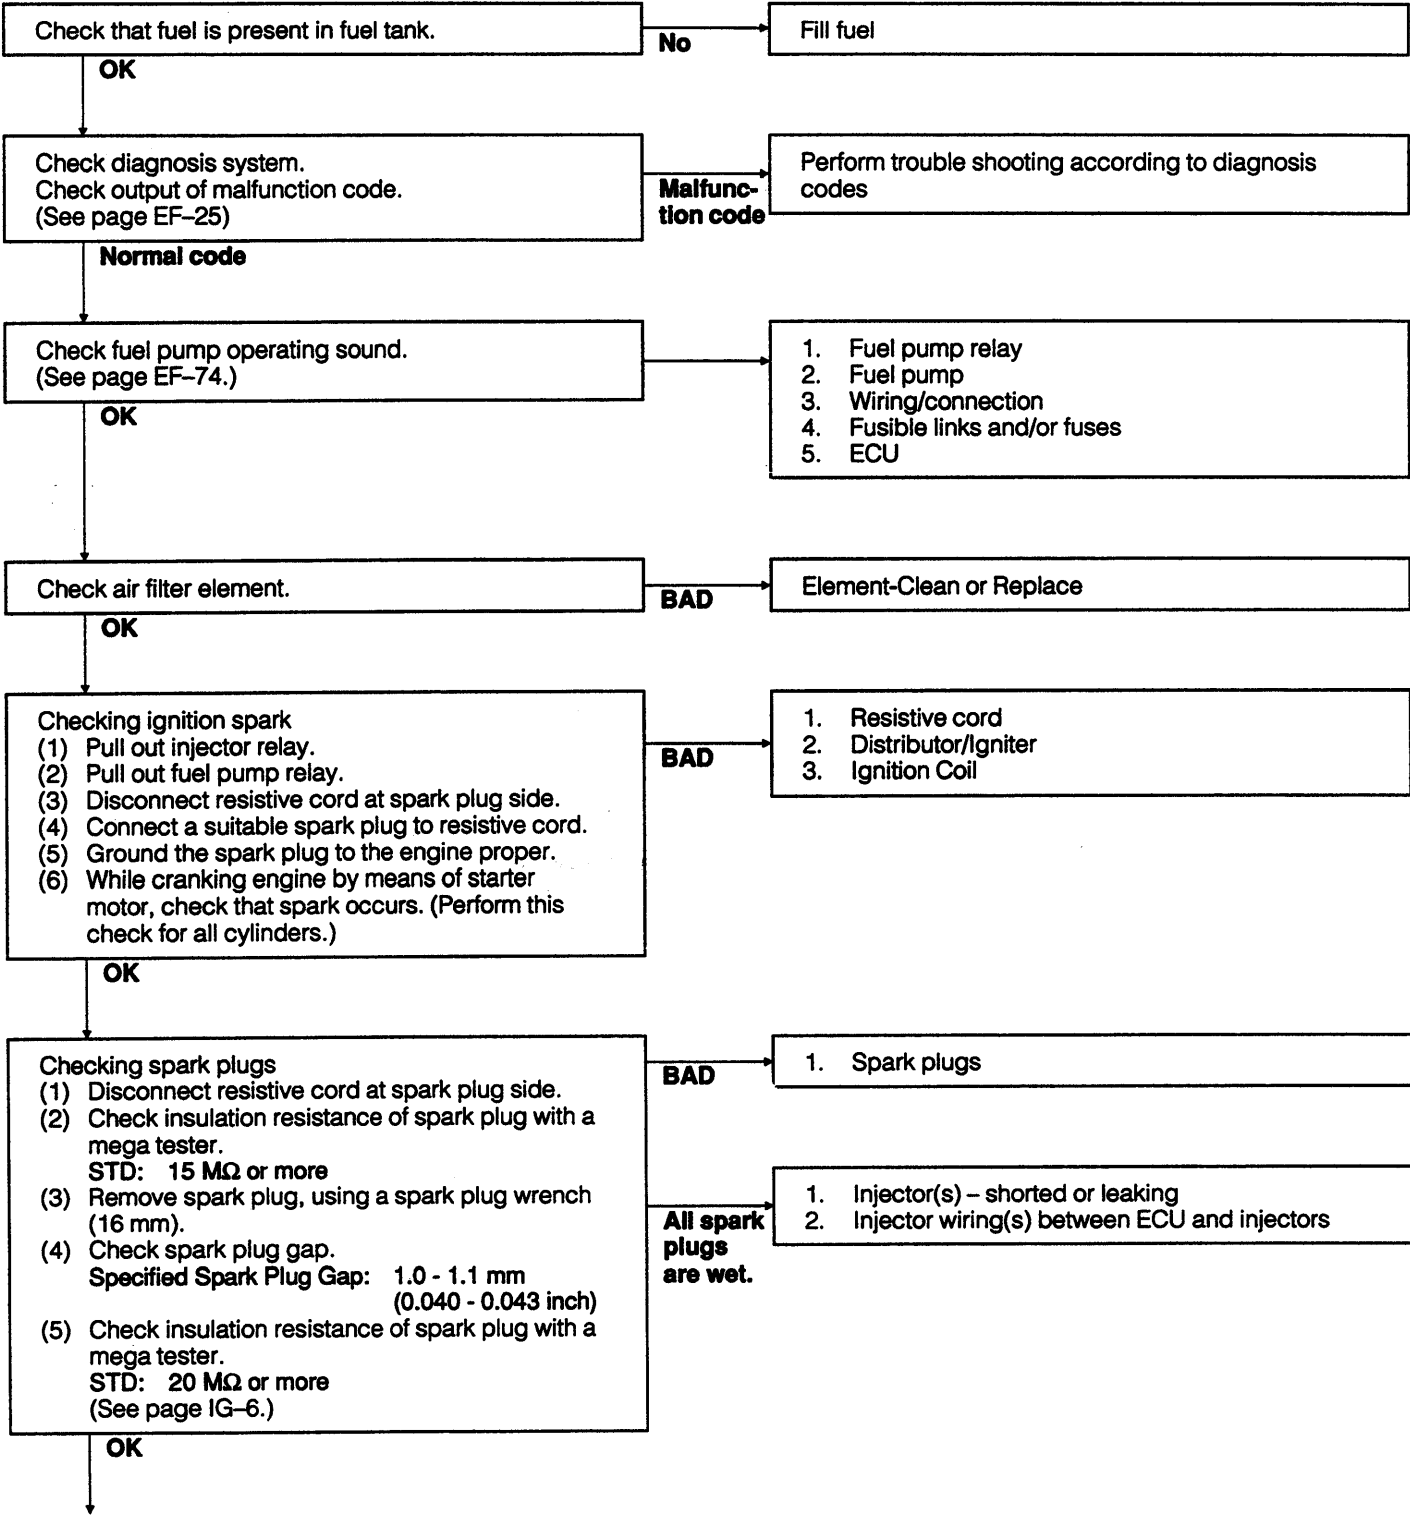 Check that fuel is present in fuel tank.
No
Fill fuel
OK
Check diagnosis system.
Check output of malfunction code.
(See page EF–25)
Malfunc-
tion code
Perform trouble shooting according to diagnosis
codes
Normal code
Check fuel pump operating sound.
(See page EF–74.)
1. Fuel pump relay
2. Fuel pump
3. Wiring/connection
4. Fusible links and/or fuses
5. ECU
OK
Check air filter element.
BAD
Element-Clean or Replace
OK
Checking ignition spark
(1) Pull out injector relay.
(2) Pull out fuel pump relay.
(3) Disconnect resistive cord at spark plug side.
(4) Connect a suitable spark plug to resistive cord.
(5) Ground the spark plug to the engine proper.
(6) While cranking engine by means of starter
motor, check that spark occurs. (Perform this
check for all cylinders.)
BAD
1. Resistive cord
2. Distributor/Igniter
3. Ignition Coil
OK
Checking spark plugs
(1) Disconnect resistive cord at spark plug side.
(2) Check insulation resistance of spark plug with a
mega tester.
STD: 15 MΩ or more
(3) Remove spark plug, using a spark plug wrench
(16 mm).
(4) Check spark plug gap.
Specified Spark Plug Gap: 1.0 - 1.1 mm
(0.040 - 0.043 inch)
(5) Check insulation resistance of spark plug with a
mega tester.
STD: 20 MΩ or more
(See page IG–6.)
BAD
1. Spark plugs
All spark
plugs
are wet.
1. Injector(s) – shorted or leaking
2. Injector wiring(s) between ECU and injectors
OK